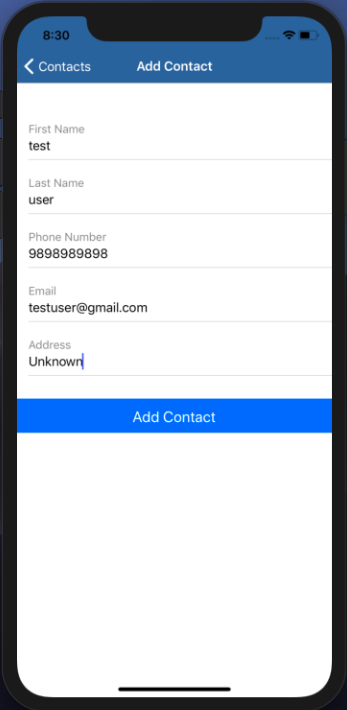 8:30
Contacts
Add Contact
First Name
test
Last Name
user
Phone Number
9898989898
Email
testuser@gmail.com
Address
Unknown
Add Contact